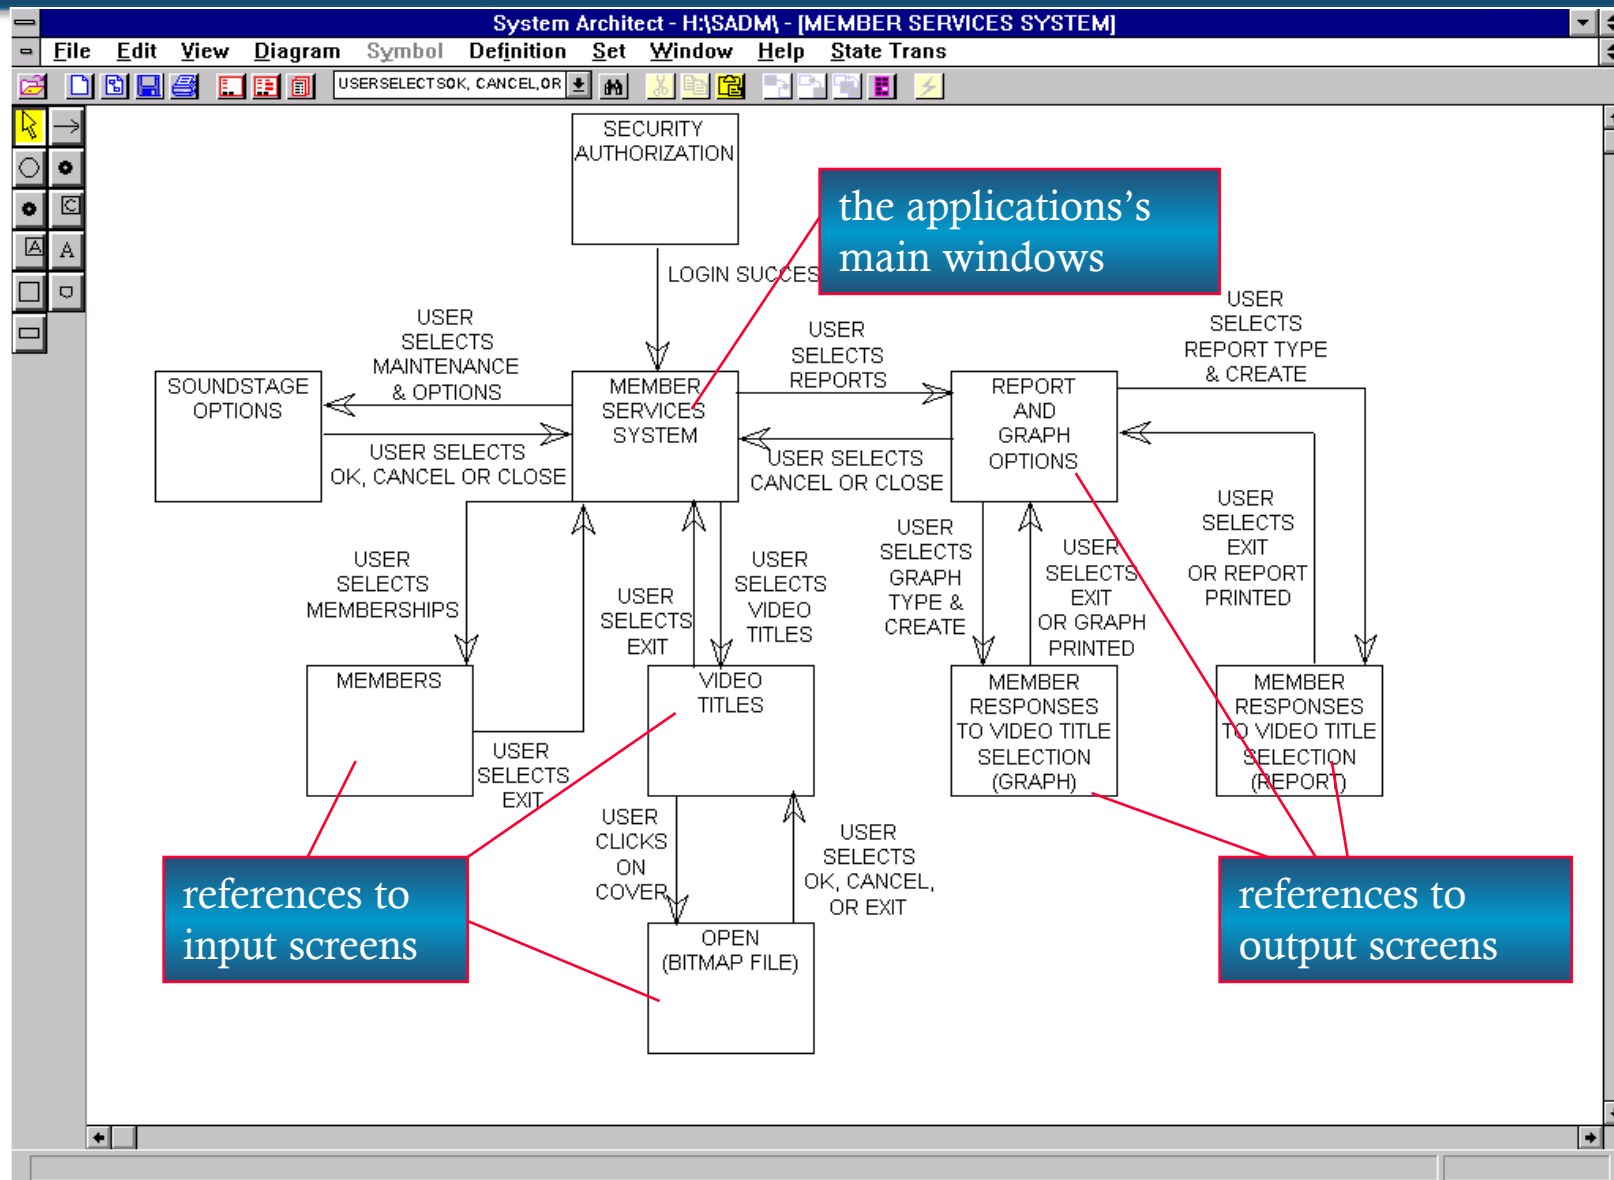 System Architect - H:\SADM\ - [MEMBER SERVICES SYSTEM]
File Edit View Diagram Symbol Definition Set Window Help State Trans
USERSELECTSOK, CANCEL,OR
C
A A
SECURITY
AUTHORIZATION
the applications's
main windows
LOGIN SUCCES
USER
SELECTS
MAINTENANCE
& OPTIONS
USER
SELECTS
REPORTS
USER
SELECTS
REPORT TYPE
& CREATE
SOUNDSTAGE
OPTIONS
MEMBER
SERVICES
SYSTEM
REPORT
AND
GRAPH
OPTIONS
USER SELECTS
OK, CANCEL OR CLOSE
USER SELECTS
CANCEL OR CLOSE
USER
SELECTS
MEMBERSHIPS
USER
SELECTS
EXIT
USER
SELECTS
VIDEO
TITLES
USER
SELECTS
GRAPH
TYPE &
CREATE
USER
SELECTS
EXIT
OR GRAPH
PRINTED
USER
SELECTS
EXIT
OR REPORT
PRINTED
MEMBERS
VIDEO
TITLES
MEMBER
RESPONSES
TO VIDEO TITLE
SELECTION
(GRAPH)
MEMBER
RESPONSES
TO VIDEO TITLE
SELECTION
(REPORT)
USER
SELECTS
EXIT
USER
CLICKS
ON
COVER
USER
SELECTS
OK, CANCEL,
OR EXIT
references to
input screens
references to
output screens
OPEN
(BITMAP FILE)